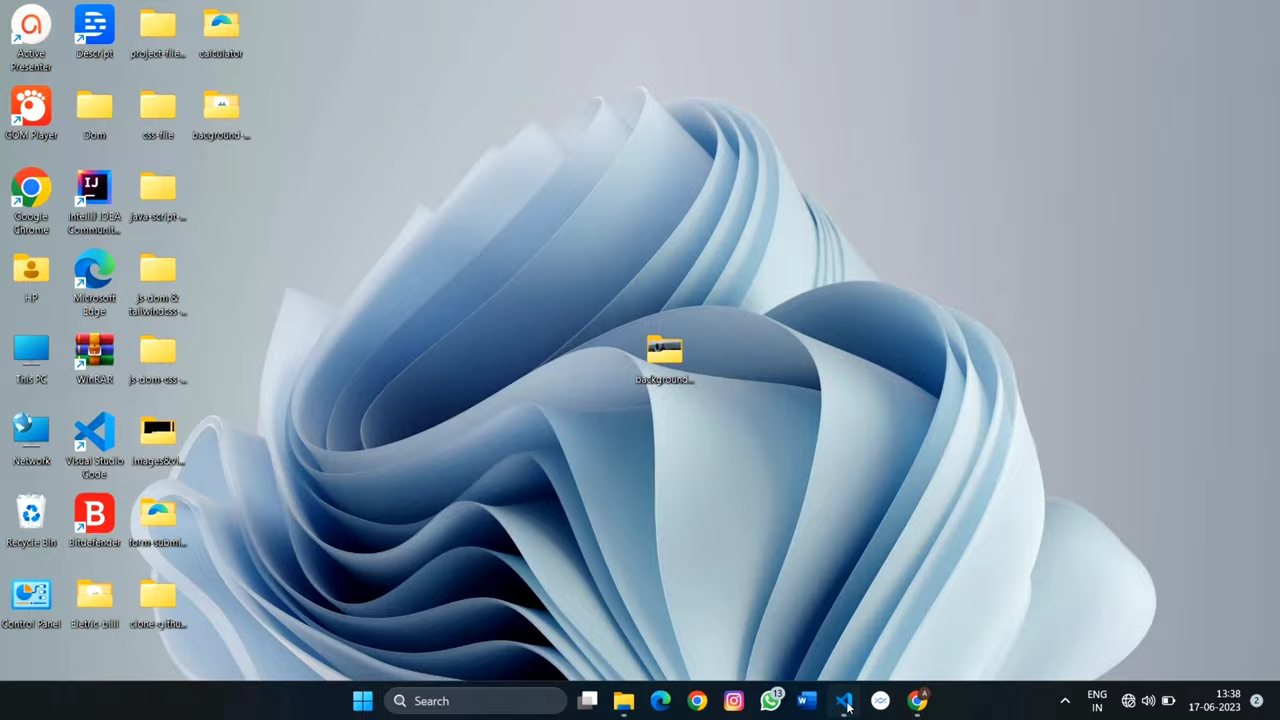 Active
Presenter
Descript
project-file...
calculator
GOM Player
Dom
css-file
bacground-...
Google
Chrome
IntelliJ IDEA
Communit...
java-script-...
HP
Microsoft
Edge
js-dom &
tailwindcss-...
This PC
WinRAR
js-dom-css-...
background...
Network
Visual Studio
Code
images&vi...
Recycle Bin
Bitdefender
form-submi...
Control Panel
Eletric-billl
clone-githu...
Search
13
ENG
IN
13:38
17-06-2023
2